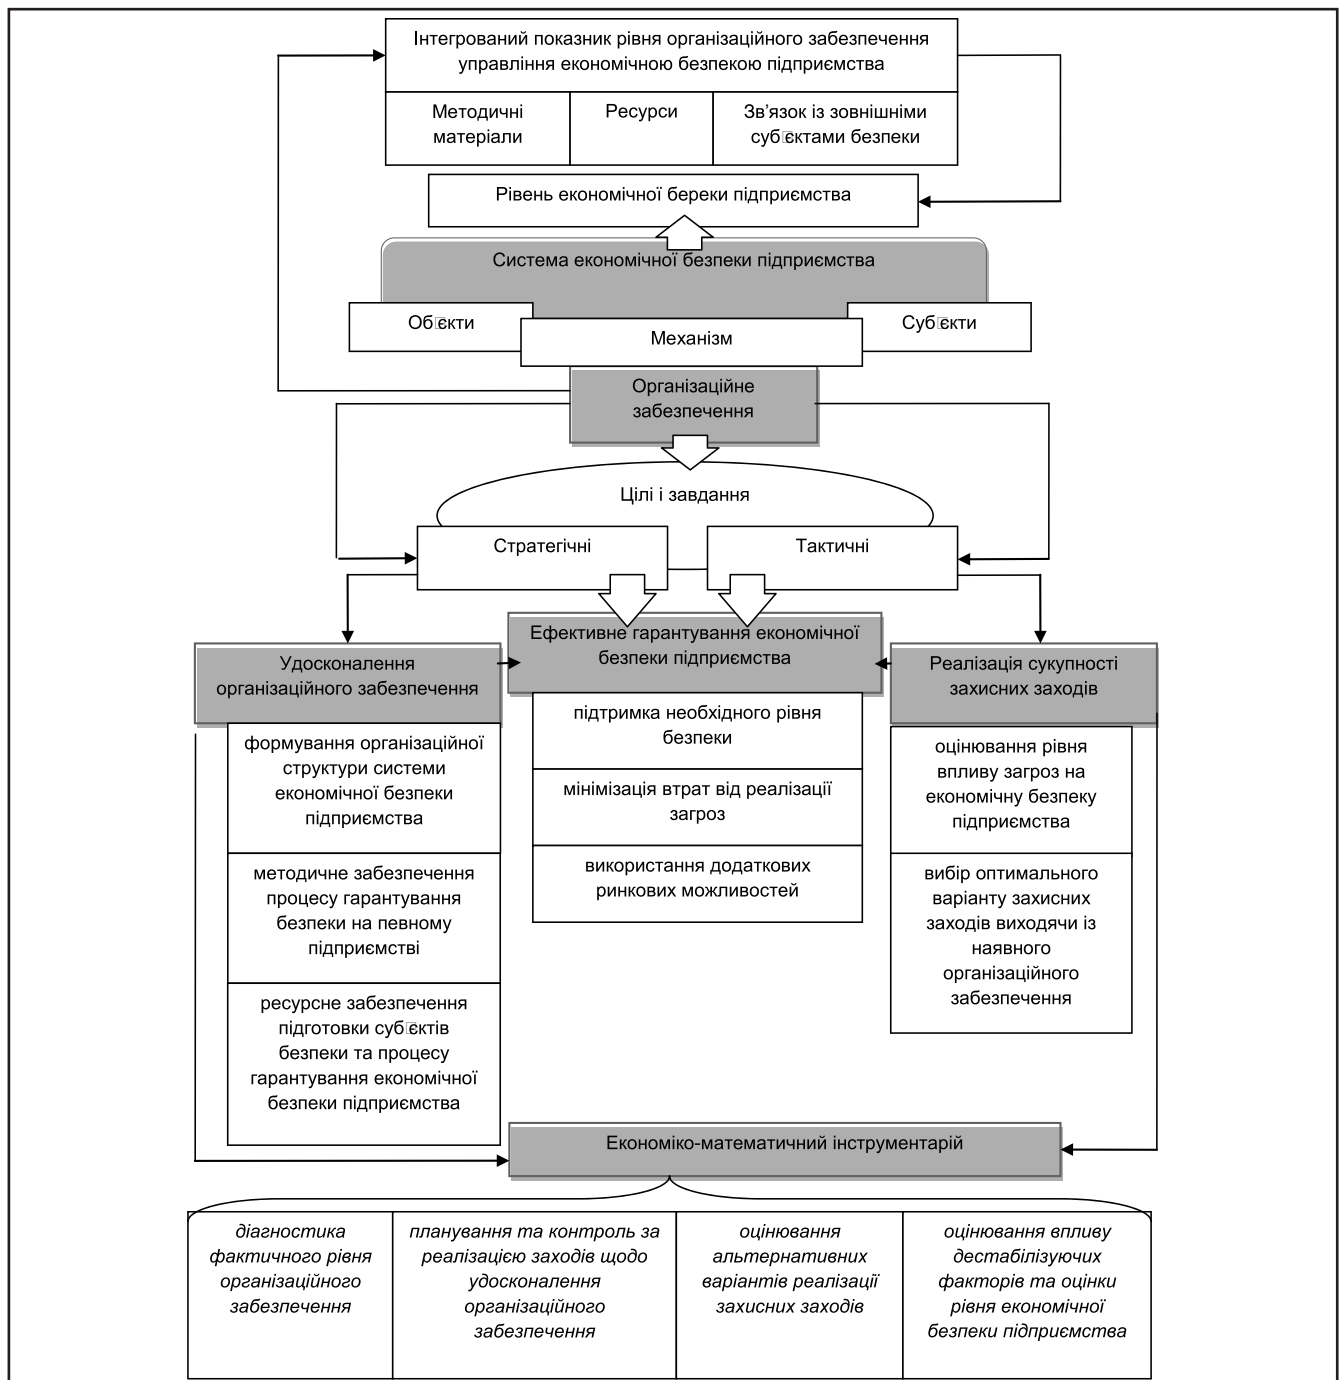 Інтегрований показник рівня організаційного забезпечення
управління економічною безпекою підприємства
Методичні
матеріали
Ресурси
Зв’язок із зовнішніми
суб□єктами безпеки
Рівень економічної береки підприємства
Система економічної безпеки підприємства
Об□єкти
Механізм
Суб□єкти
Організаційне
забезпечення
Цілі і завдання
Стратегічні
Тактичні
Ефективне гарантування економічної
безпеки підприємства
Удосконалення
організаційного забезпечення
Реалізація сукупності
захисних заходів
формування організаційної
структури системи
економічної безпеки
підприємства
методичне забезпечення
процесу гарантування
безпеки на певному
підприємстві
ресурсне забезпечення
підготовки суб□єктів
безпеки та процесу
гарантування економічної
безпеки підприємства
підтримка необхідного рівня
безпеки
мінімізація втрат від реалізації
загроз
використання додаткових
ринкових можливостей
оцінювання рівня
впливу загроз на
економічну безпеку
підприємства
вибір оптимального
варіанту захисних
заходів виходячи із
наявного
організаційного
забезпечення
Економіко-математичний інструментарій
діагностика
фактичного рівня
організаційного
забезпечення
планування та контроль за
реалізацією заходів щодо
удосконалення
організаційного
забезпечення
оцінювання
альтернативних
варіантів реалізації
захисних заходів
оцінювання впливу
дестабілізуючих
факторів та оцінки
рівня економічної
безпеки підприємства